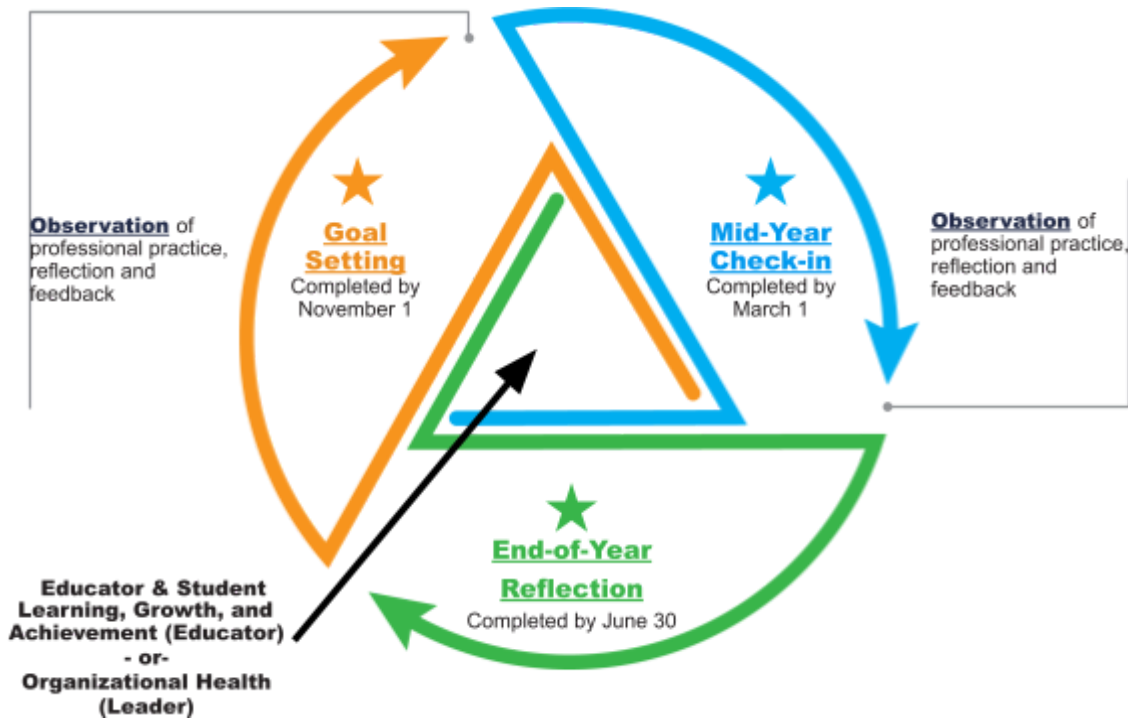 Observation of
professional practice,
reflection and
feedback
Goal
Setting
Completed by
November 1
Mid-Year
Check-in
Completed by
March 1
Observation of
professional practice,
reflection and
feedback
End-of-Year
Reflection
Completed by June 30
Educator & Student
Learning, Growth, and
Achievement (Educator)
- or-
Organizational Health
(Leader)